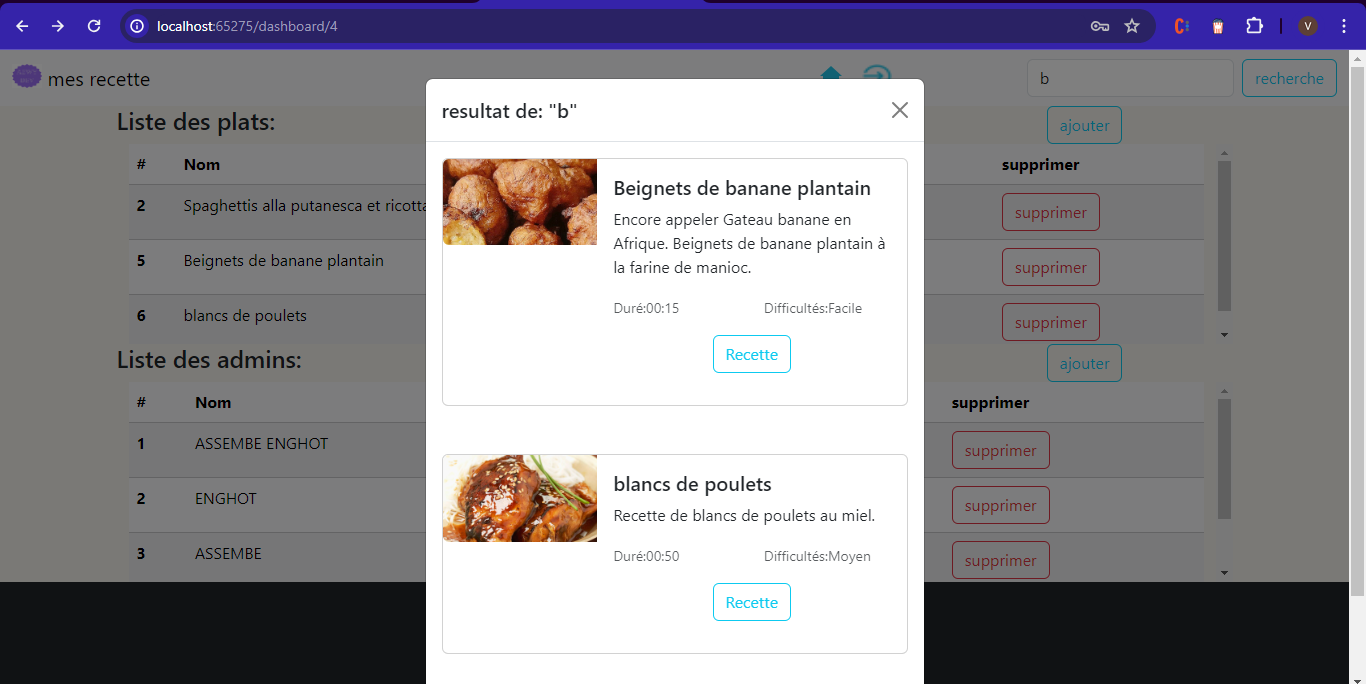 localhost:65275/dashboard/4
V
mes recette
b
recherche
Liste des plats:
ajouter
# Nom supprimer
2 Spaghettis alla putanesca et ricotta supprimer
5 Beignets de banane plantain supprimer
6 blancs de poulets supprimer
Liste des admins:
ajouter
# Nom supprimer
1 ASSEMBE ENGHOT supprimer
2 ENGHOT supprimer
3 ASSEMBE supprimer
resultat de: "b"
Beignets de banane plantain
Encore appeler Gateau banane en
Afrique. Beignets de banane plantain à
la farine de manioc.
Duré:00:15 Difficultés:Facile
Recette
blancs de poulets
Recette de blancs de poulets au miel.
Duré:00:50 Difficultés:Moyen
Recette